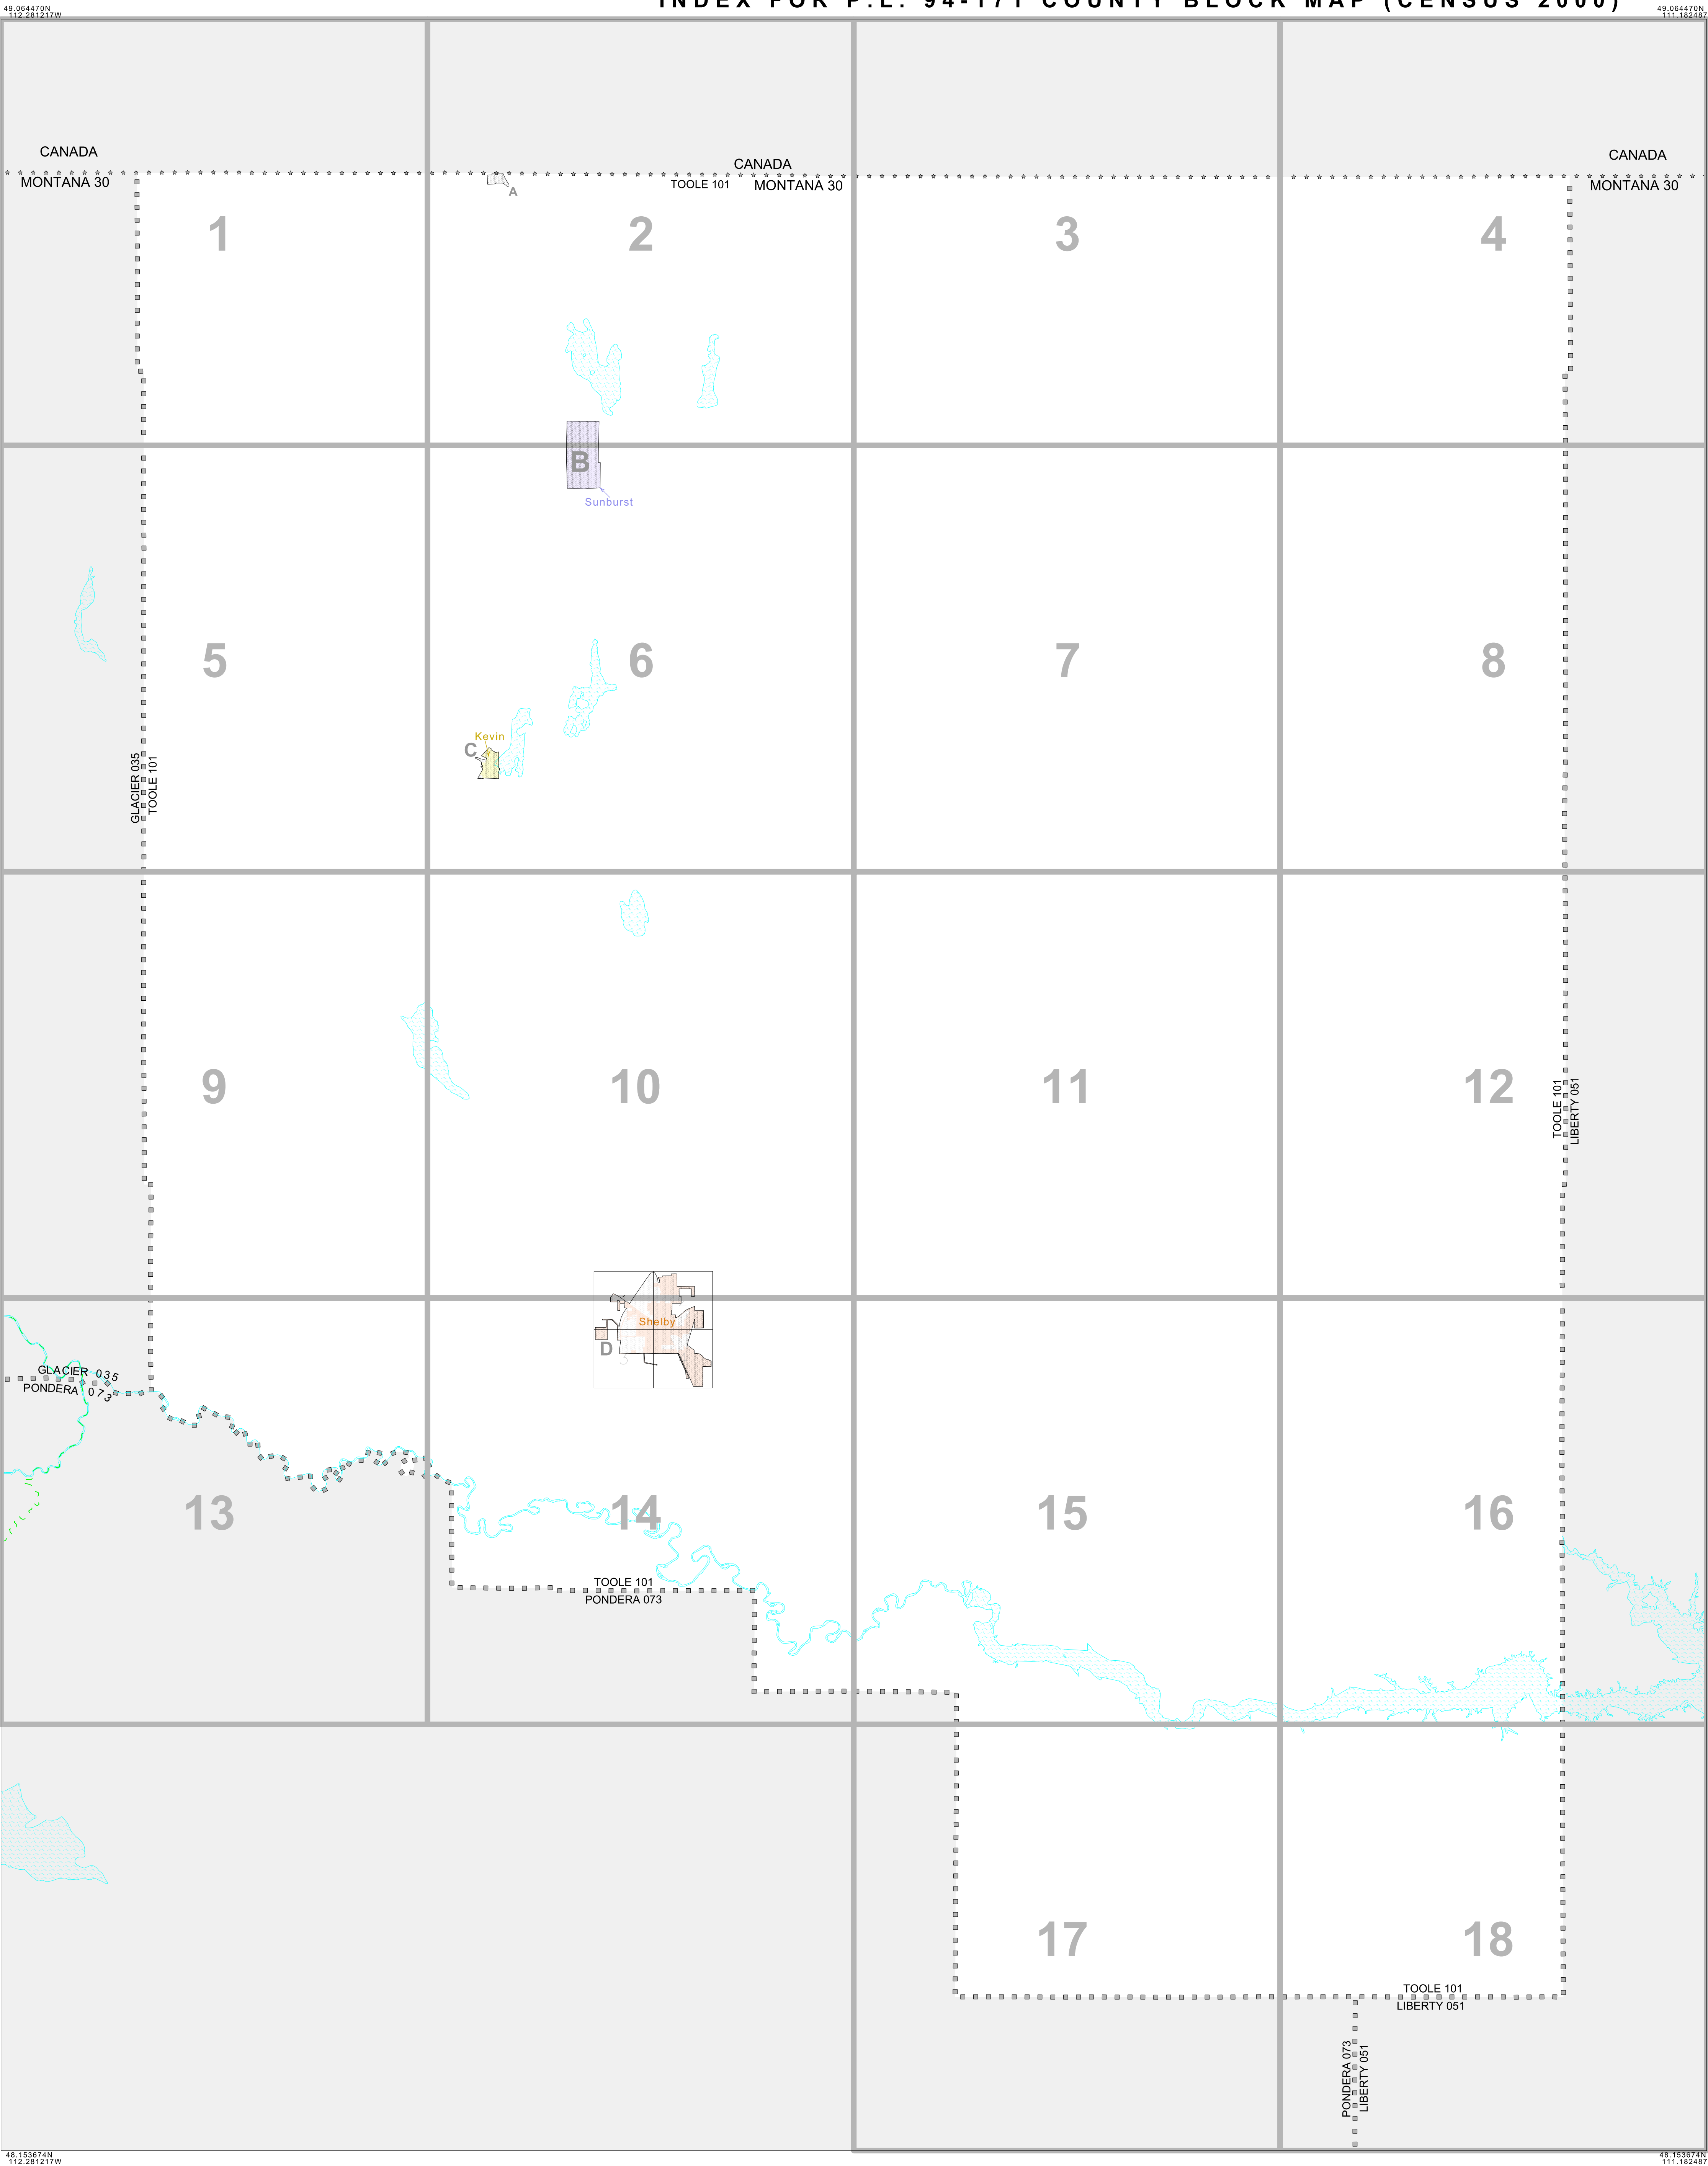 INDEX FOR P.L. 94-171 COUNTY BLOCK MAP (CENSUS 2000)
49.064470N
112.281217W
49.064470N
111.182487
CANADA
MONTANA 30
CANADA
TOOLE 101 MONTANA 30
CANADA
MONTANA 30
A
1
2
3
4
B
Sunburst
5
6
7
8
Kevin
C
GLACIER 035
TOOLE 101
9
10
11
12
TOOLE 101
LIBERTY 051
Shelby
D
GLACIER 035
PONDERA 073
13
14
15
16
TOOLE 101
PONDERA 073
17
18
TOOLE 101
LIBERTY 051
PONDERA 073
LIBERTY 051
48.153674N
112.281217W
48.153674N
111.182487